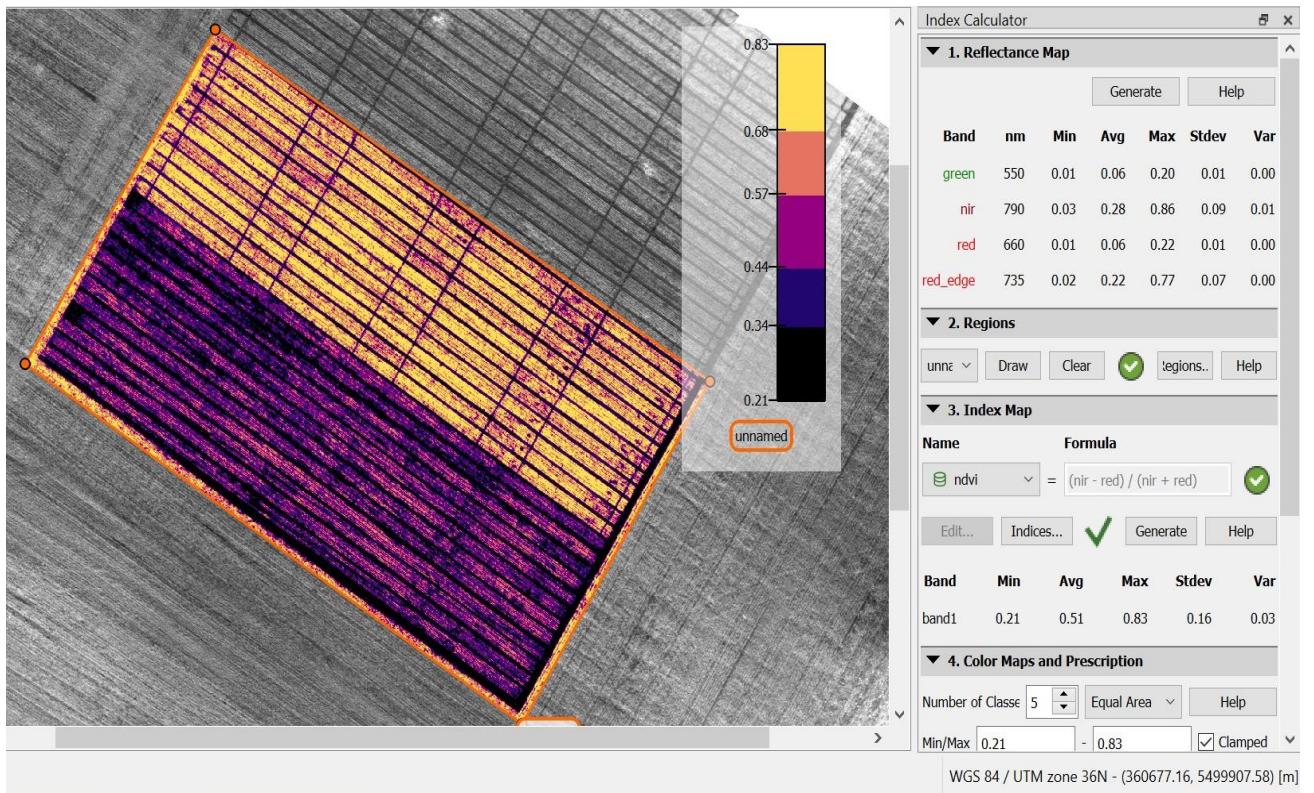 0.83
0.68
0.57
0.44
0.34
0.21
unnamed
Index Calculator
1. Reflectance Map
Generate Help
Band nm Min Avg Max Stdev Var
green 550 0.01 0.06 0.20 0.01 0.00
nir 790 0.03 0.28 0.86 0.09 0.01
red 660 0.01 0.06 0.22 0.01 0.00
red_edge 735 0.02 0.22 0.77 0.07 0.00
2. Regions
unna Draw Clear egions.. Help
3. Index Map
Name Formula
ndvi = (nir - red) / (nir + red)
Edit... Indices... Generate Help
Band Min Avg Max Stdev Var
band1 0.21 0.51 0.83 0.16 0.03
4. Color Maps and Prescription
Number of Classe 5 Equal Area Help
Min/Max 0.21 - 0.83 Clamped
WGS 84 / UTM zone 36N - (360677.16, 5499907.58) [m]